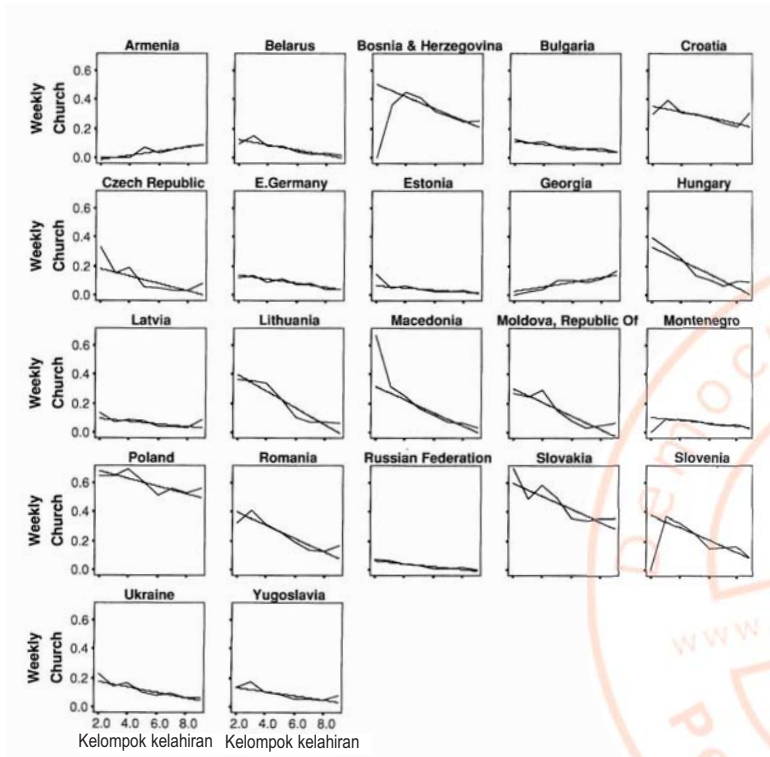 Armenia Belarus Bosnia & Herzegovina Bulgaria Croatia
Weekly Church
0.6
0.4
0.2
0.0
Czech Republic E.Germany Estonia Georgia Hungary
Weekly Church
0.6
0.4
0.2
0.0
Latvia Lithuania Macedonia Moldova, Republic Of Montenegro
Weekly Church
0.6
0.4
0.2
0.0
Poland Romania Russian Federation Slovakia Slovenia
Weekly Church
0.6
0.4
0.2
0.0
Ukraine Yugoslavia
Weekly Church
0.6
0.4
0.2
0.0
2.0 4.0 6.0 8.0 2.0 4.0 6.0 8.0
Kelompok kelahiran Kelompok kelahiran
Democ
www